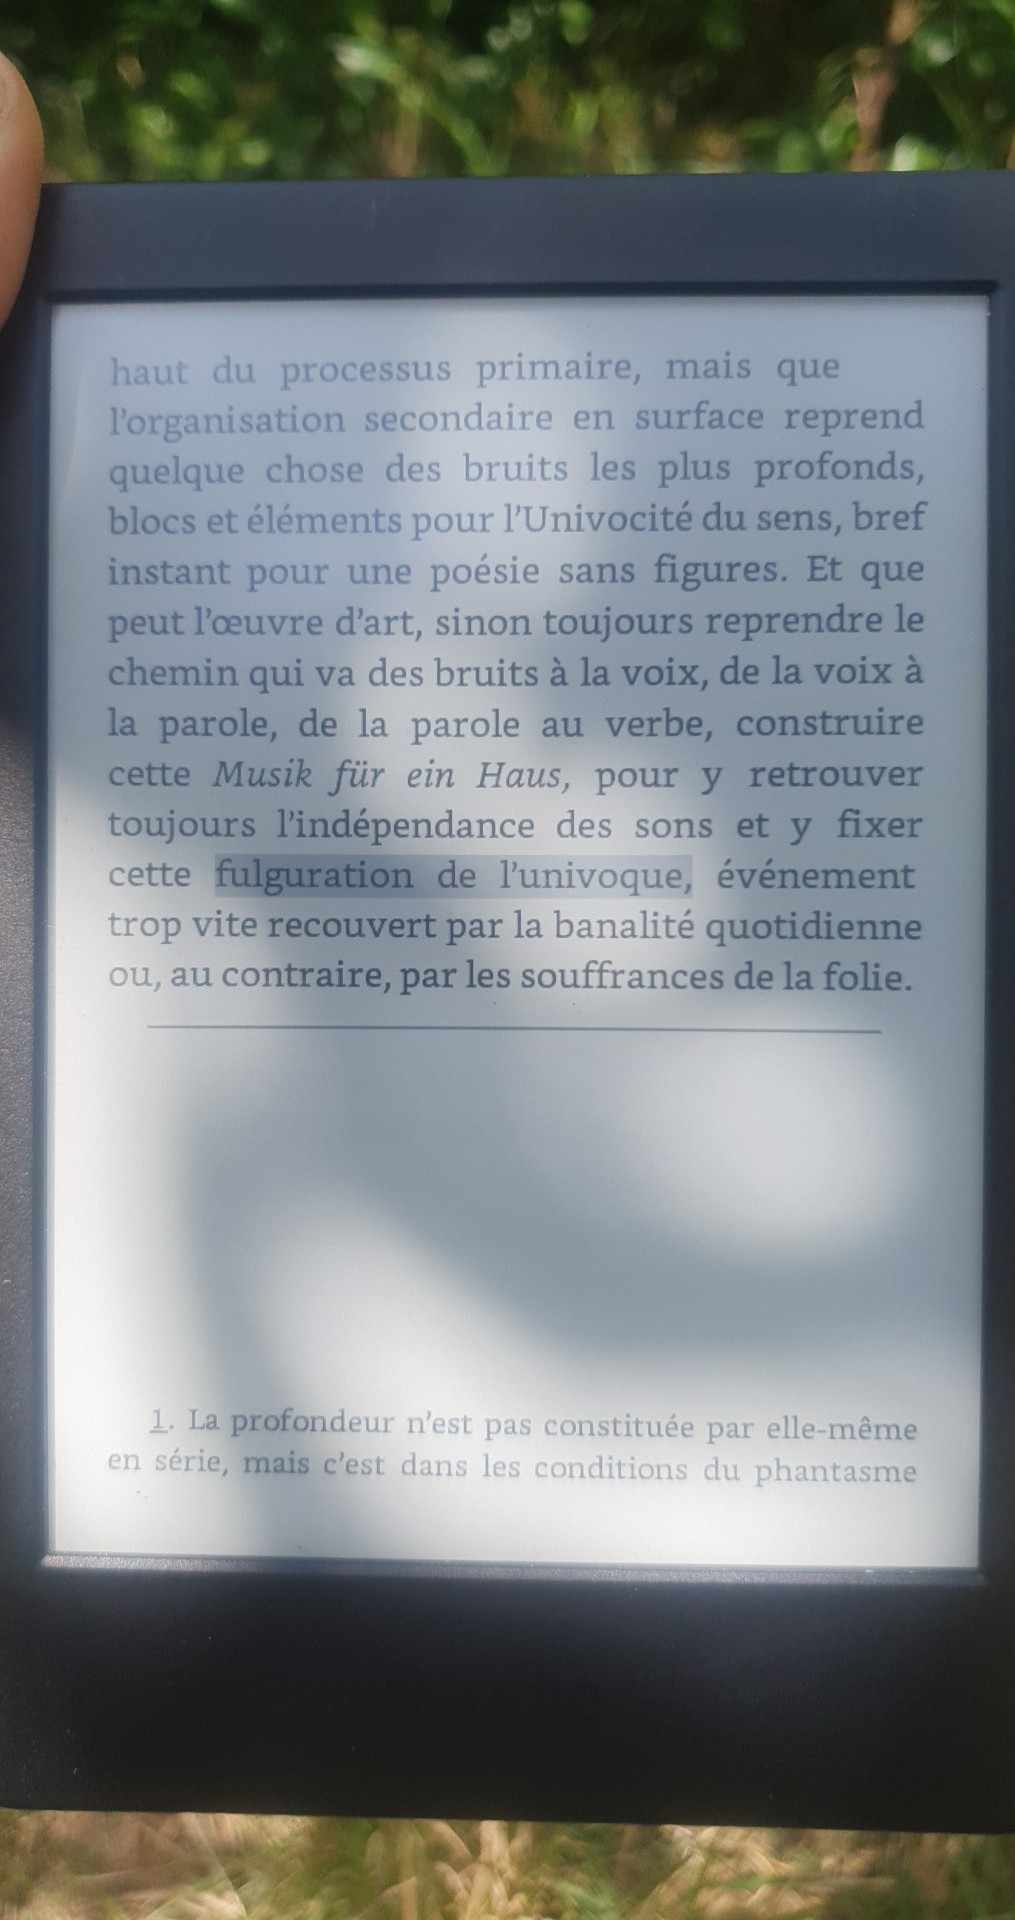 haut du processus primaire, mais que
l’organisation secondaire en surface reprend
quelque chose des bruits les plus profonds,
blocs et éléments pour l’Univocité du sens, bref
instant pour une poésie sans figures. Et que
peut l’œuvre d’art, sinon toujours reprendre le
chemin qui va des bruits à la voix, de la voix à
la parole, de la parole au verbe, construire
cette Musik für ein Haus, pour y retrouver
toujours l’indépendance des sons et y fixer
cette fulguration de l’univoque, événement
trop vite recouvert par la banalité quotidienne
ou, au contraire, par les souffrances de la folie.
1. La profondeur n’est pas constituée par elle-même
en série, mais c’est dans les conditions du phantasme